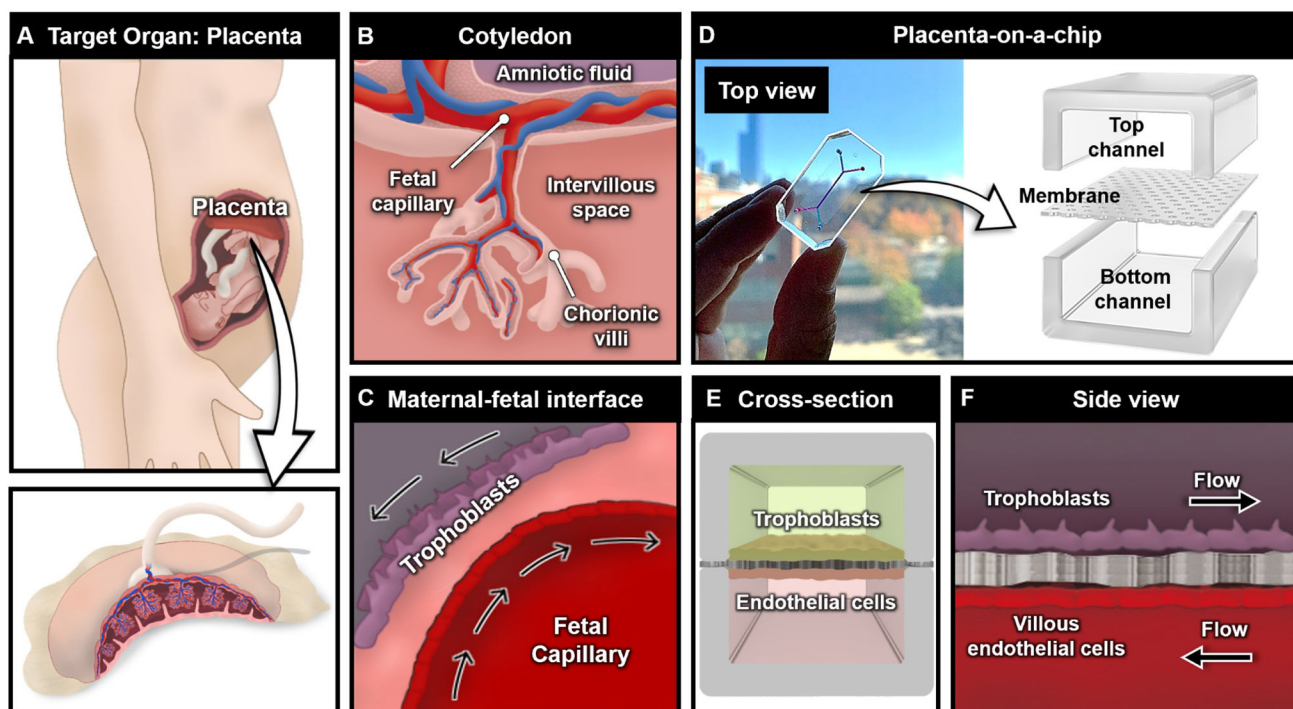 A Target Organ: Placenta
Placenta
B Cotyledon
Amniotic fluid
Fetal
capillary
Intervillous
space
Chorionic
villi
C Maternal-fetal interface
Trophoblasts
Fetal
Capillary
D Placenta-on-a-chip
Top view
Top
channel
Membrane
Bottom
channel
E Cross-section
Trophoblasts
Endothelial cells
F Side view
Trophoblasts
Flow
Villous
endothelial cells
Flow